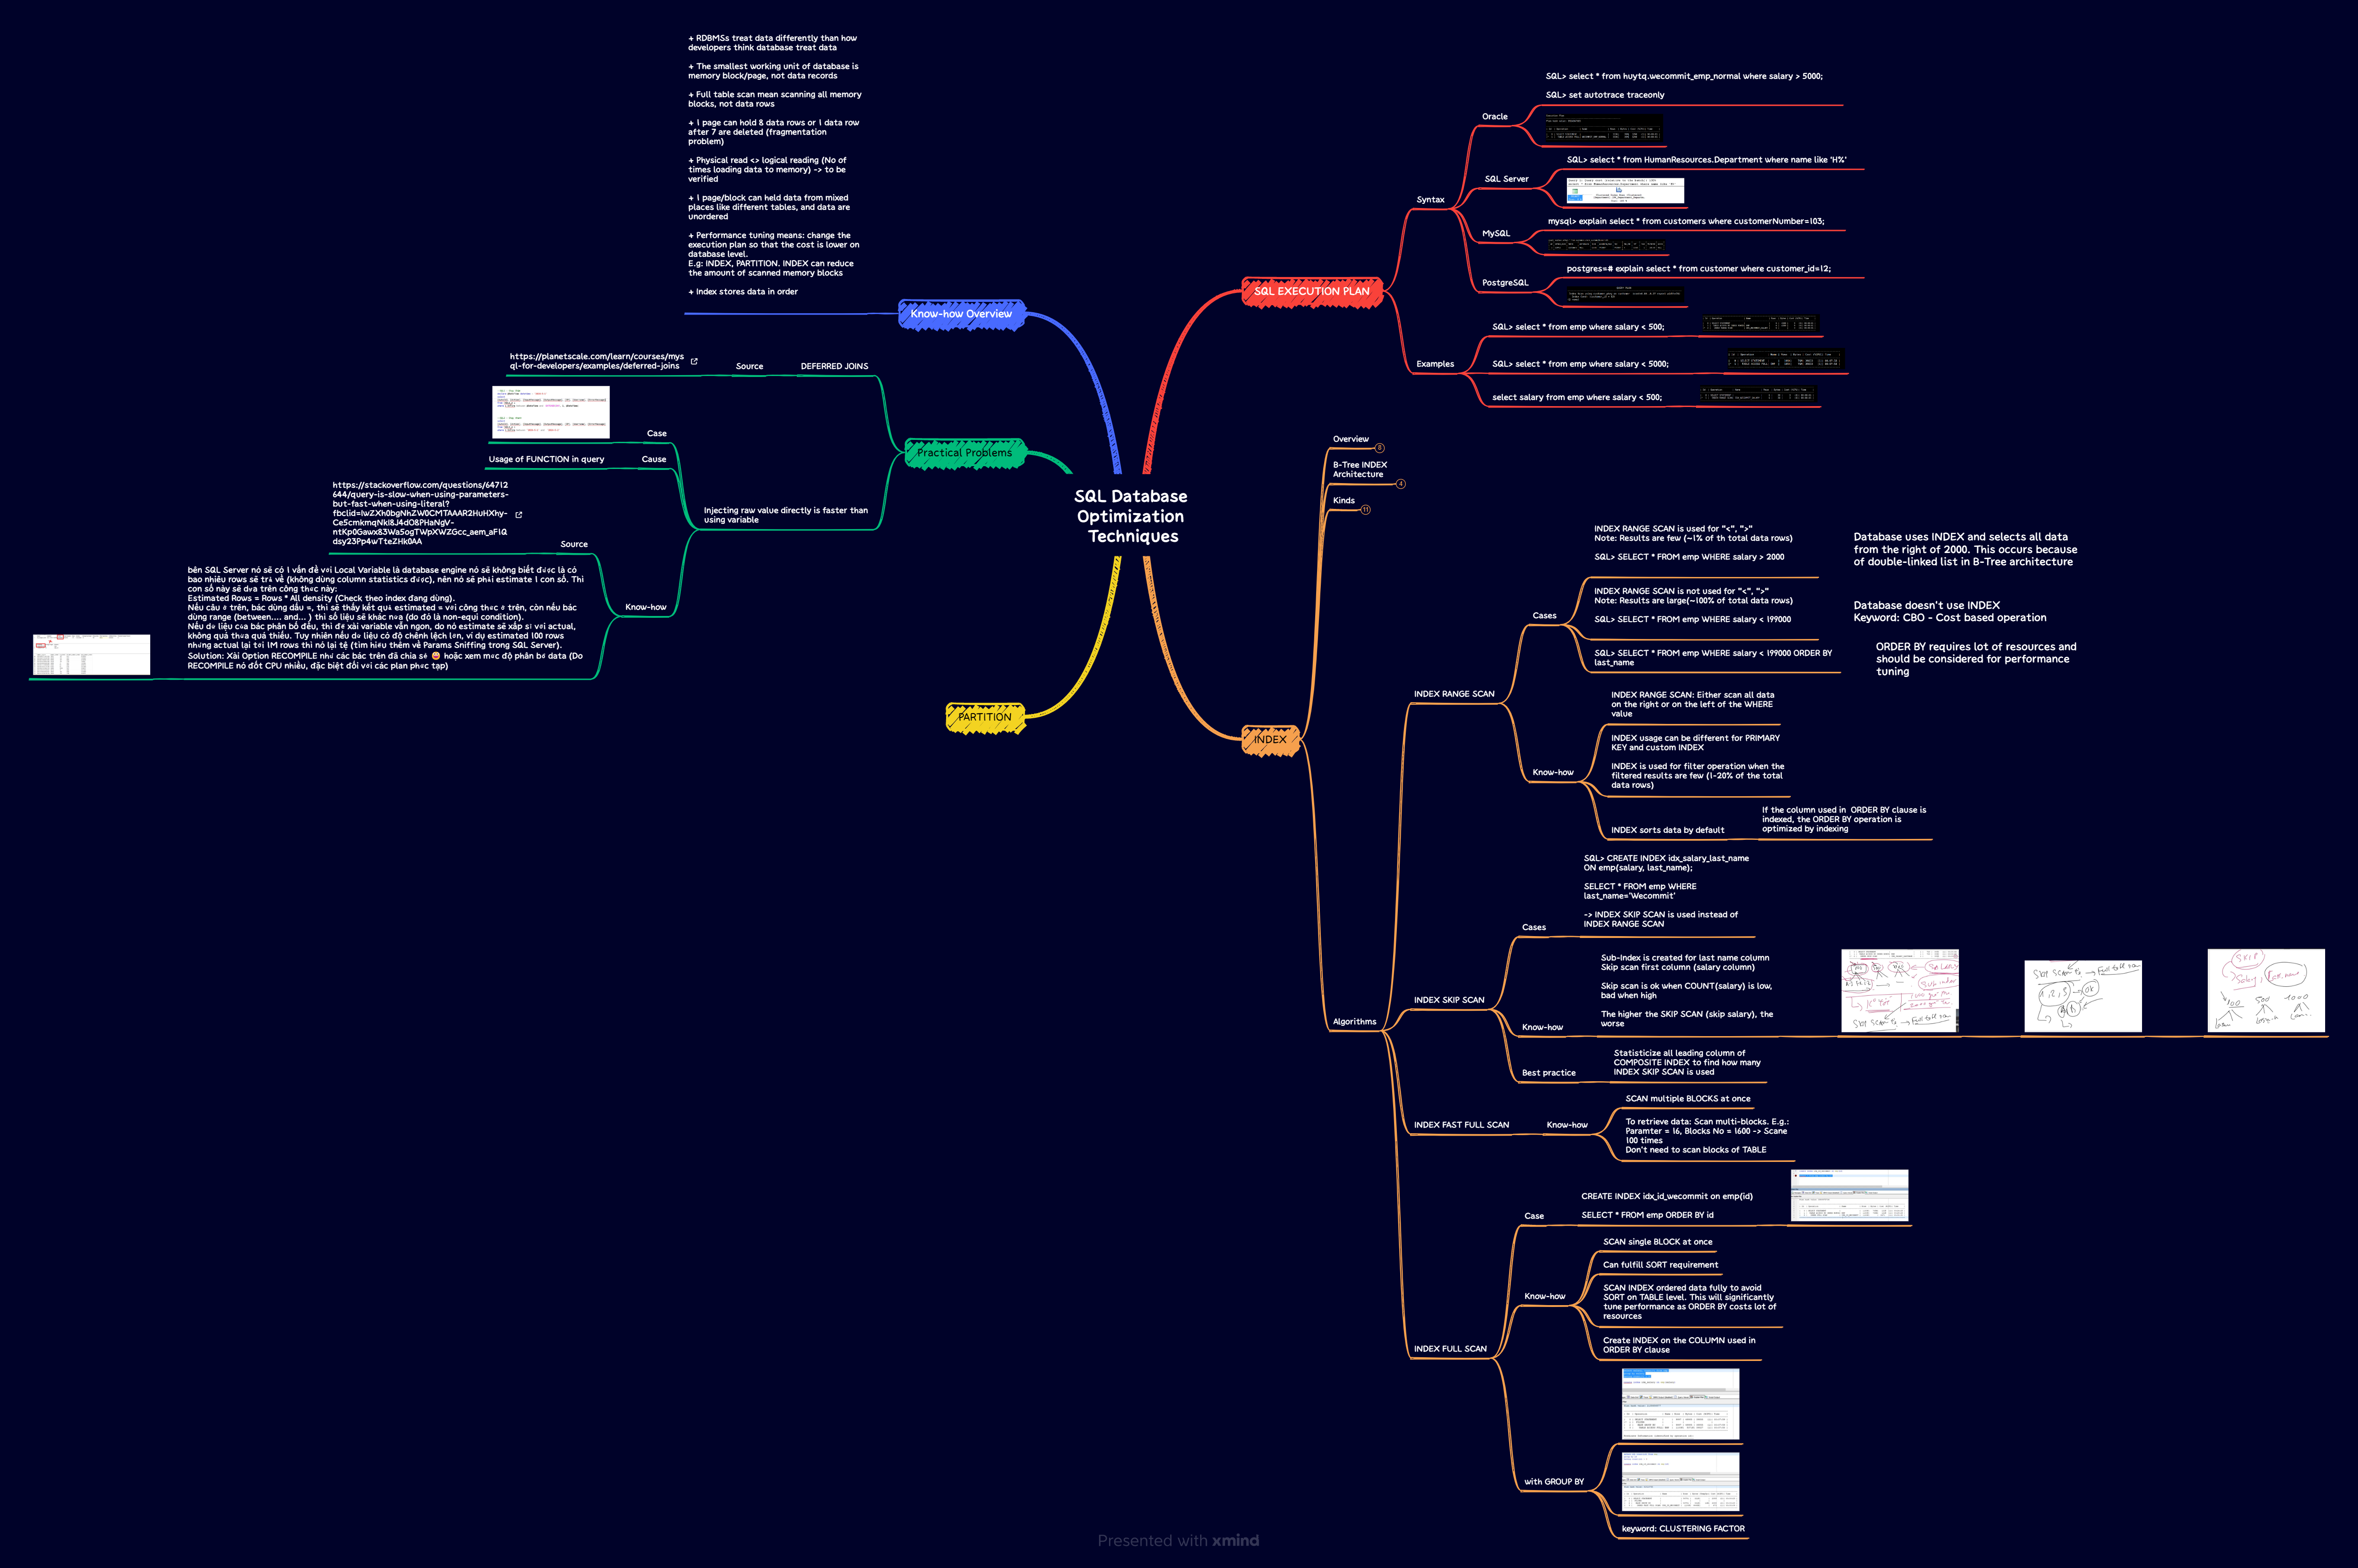 SQL Database
Optimization
Techniques
Know-how Overview
+ RDBMSs treat data differently than how
developers think database treat data
+ The smallest working unit of database is
memory block/page, not data records
+ Full table scan mean scanning all memory
blocks, not data rows
+ 1 page can hold 8 data rows or 1 data row
after 7 are deleted (fragmentation
problem)
+ Physical read <> logical reading (No of
times loading data to memory) -> to be
verified
+ 1 page/block can held data from mixed
places like different tables, and data are
unordered
+ Performance tuning means: change the
execution plan so that the cost is lower on
database level.
E.g: INDEX, PARTITION. INDEX can reduce
the amount of scanned memory blocks
+ Index stores data in order
Practical Problems
DEFERRED JOINS
Source
https://planetscale.com/learn/courses/mys
ql-for-developers/examples/deferred-joins
Injecting raw value directly is faster than
using variable
Case
Cause
Usage of FUNCTION in query
Source
https://stackoverflow.com/questions/64712
644/query-is-slow-when-using-parameters-
but-fast-when-using-literal?
Know-how
bên SQL Server nó sẽ có 1 vấn đề với Local Variable là database engine nó sẽ không biết được là có
bao nhiêu rows sẽ trả về (không dùng column statistics được), nên nó sẽ phải estimate 1 con số. Thì
con số này sẽ dựa trên công thức này:
Estimated Rows = Rows * All density (Check theo index đang dùng).
Nếu câu ở trên, bác dùng dấu =, thì sẽ thấy kết quả estimated = với công thức ở trên, còn nếu bác
dùng range (between.... and... ) thì số liệu sẽ khác nữa (do đó là non-equi condition).
Nếu dữ liệu của bác phân bổ đều, thì để xài variable vẫn ngon, do nó estimate sẽ xấp sỉ với actual,
không quá thừa quá thiếu. Tuy nhiên nếu dữ liệu có độ chênh lệch lớn, ví dụ estimated 100 rows
nhưng actual lại tới 1M rows thì nó lại tệ (tìm hiểu thêm về Params Sniffing trong SQL Server).
Solution: Xài Option RECOMPILE như các bác trên đã chia sẻ 😀 hoặc xem mức độ phân bố data (Do
RECOMPILE nó đốt CPU nhiều, đặc biệt đối với các plan phức tạp)
PARTITION
SQL EXECUTION PLAN
Syntax
Oracle
SQL> select * from huytq.wecommit_emp_normal where salary > 5000;
SQL> set autotrace traceonly
SQL Server
SQL> select * from HumanResources.Department where name like 'H%'
MySQL
mysql> explain select * from customers where customerNumber=103;
PostgreSQL
postgres=# explain select * from customer where customer_id=12;
Examples
SQL> select * from emp where salary < 500;
SQL> select * from emp where salary < 5000;
select salary from emp where salary < 500;
INDEX
Overview
8
B-Tree INDEX
Architecture
4
Kinds
11
Algorithms
INDEX RANGE SCAN
Cases
INDEX RANGE SCAN is used for "<", ">"
Note: Results are few (~1% of th total data rows)
SQL> SELECT * FROM emp WHERE salary > 2000
INDEX RANGE SCAN is not used for "<", ">"
Note: Results are large(~100% of total data rows)
SQL> SELECT * FROM emp WHERE salary < 199000
SQL> SELECT * FROM emp WHERE salary < 199000 ORDER BY
last_name
Database uses INDEX and selects all data
from the right of 2000. This occurs because
of double-linked list in B-Tree architecture
Database doesn't use INDEX
Keyword: CBO - Cost based operation
ORDER BY requires lot of resources and
should be considered for performance
tuning
Know-how
INDEX RANGE SCAN: Either scan all data
on the right or on the left of the WHERE
value
INDEX usage can be different for PRIMARY
KEY and custom INDEX
INDEX is used for filter operation when the
filtered results are few (1-20% of the total
data rows)
INDEX sorts data by default
If the column used in ORDER BY clause is
indexed, the ORDER BY operation is
optimized by indexing
INDEX SKIP SCAN
Cases
SQL> CREATE INDEX idx_salary_last_name
ON emp(salary, last_name);
SELECT * FROM emp WHERE
last_name='Wecommit'
-> INDEX SKIP SCAN is used instead of
INDEX RANGE SCAN
Know-how
Sub-Index is created for last name column
Skip scan first column (salary column)
Skip scan is ok when COUNT(salary) is low,
bad when high
The higher the SKIP SCAN (skip salary), the
worse
Best practice
Statisticize all leading column of
COMPOSITE INDEX to find how many
INDEX SKIP SCAN is used
INDEX FAST FULL SCAN
Know-how
SCAN multiple BLOCKS at once
To retrieve data: Scan multi-blocks. E.g.:
Paramter = 16, Blocks No = 1600 -> Scane
100 times
Don't need to scan blocks of TABLE
INDEX FULL SCAN
Case
CREATE INDEX idx_id_wecommit on emp(id)
SELECT * FROM emp ORDER BY id
Know-how
SCAN single BLOCK at once
Can fulfill SORT requirement
SCAN INDEX ordered data fully to avoid
SORT on TABLE level. This will significantly
tune performance as ORDER BY costs lot of
resources
Create INDEX on the COLUMN used in
ORDER BY clause
with GROUP BY
keyword: CLUSTERING FACTOR
Presented with xmind